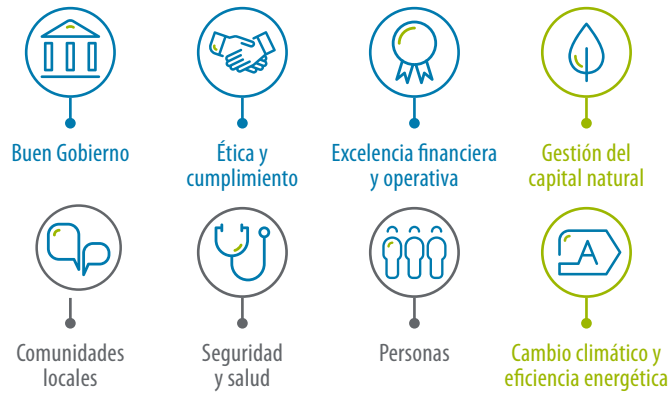 Buen Gobierno
Ética y
cumplimiento
Excelencia financiera
y operativa
Gestión del
capital natural
Comunidades
locales
Seguridad
y salud
Personas
A
Cambio climático y
eficiencia energética